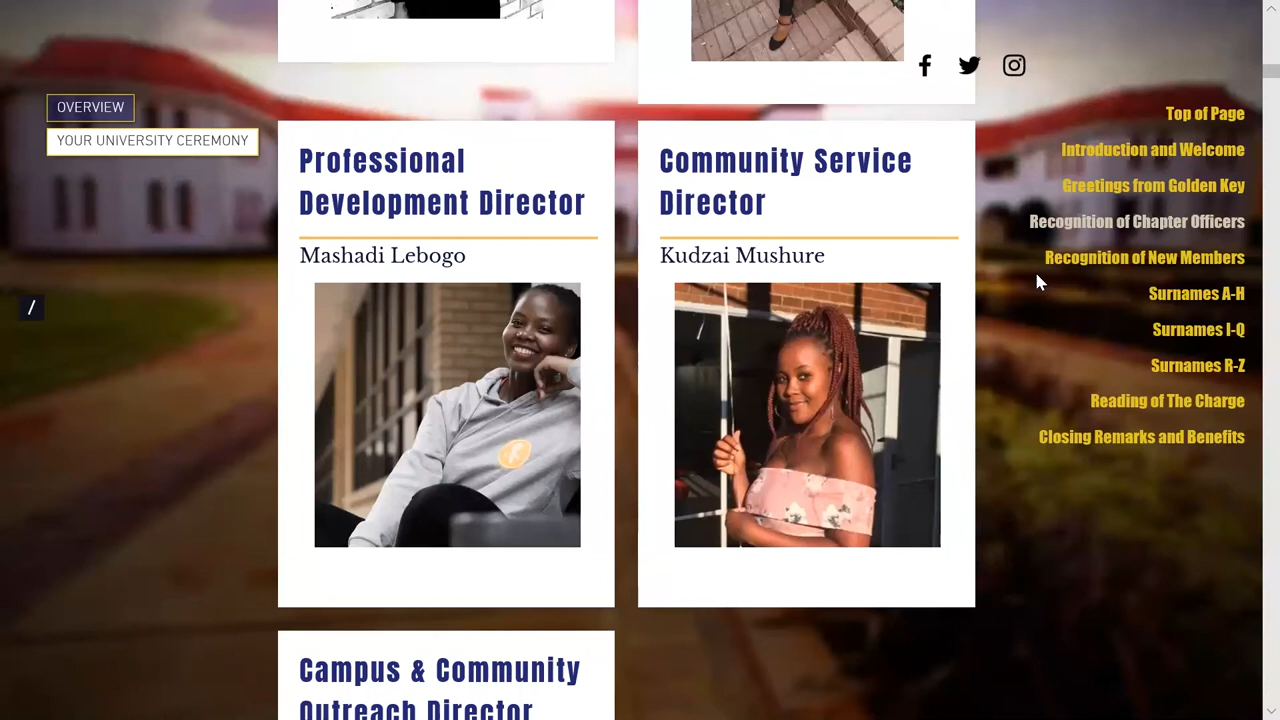 OVERVIEW
YOUR UNIVERSITY CEREMONY
/
Professional
Development Director
Mashadi Lebogo
Community Service
Director
Kudzai Mushure
Campus & Community
Outreach Director
Top of Page
Introduction and Welcome
Greetings from Golden Key
Recognition of Chapter Officers
Recognition of New Members
Surnames A-H
Surnames I-Q
Surnames R-Z
Reading of The Charge
Closing Remarks and Benefits